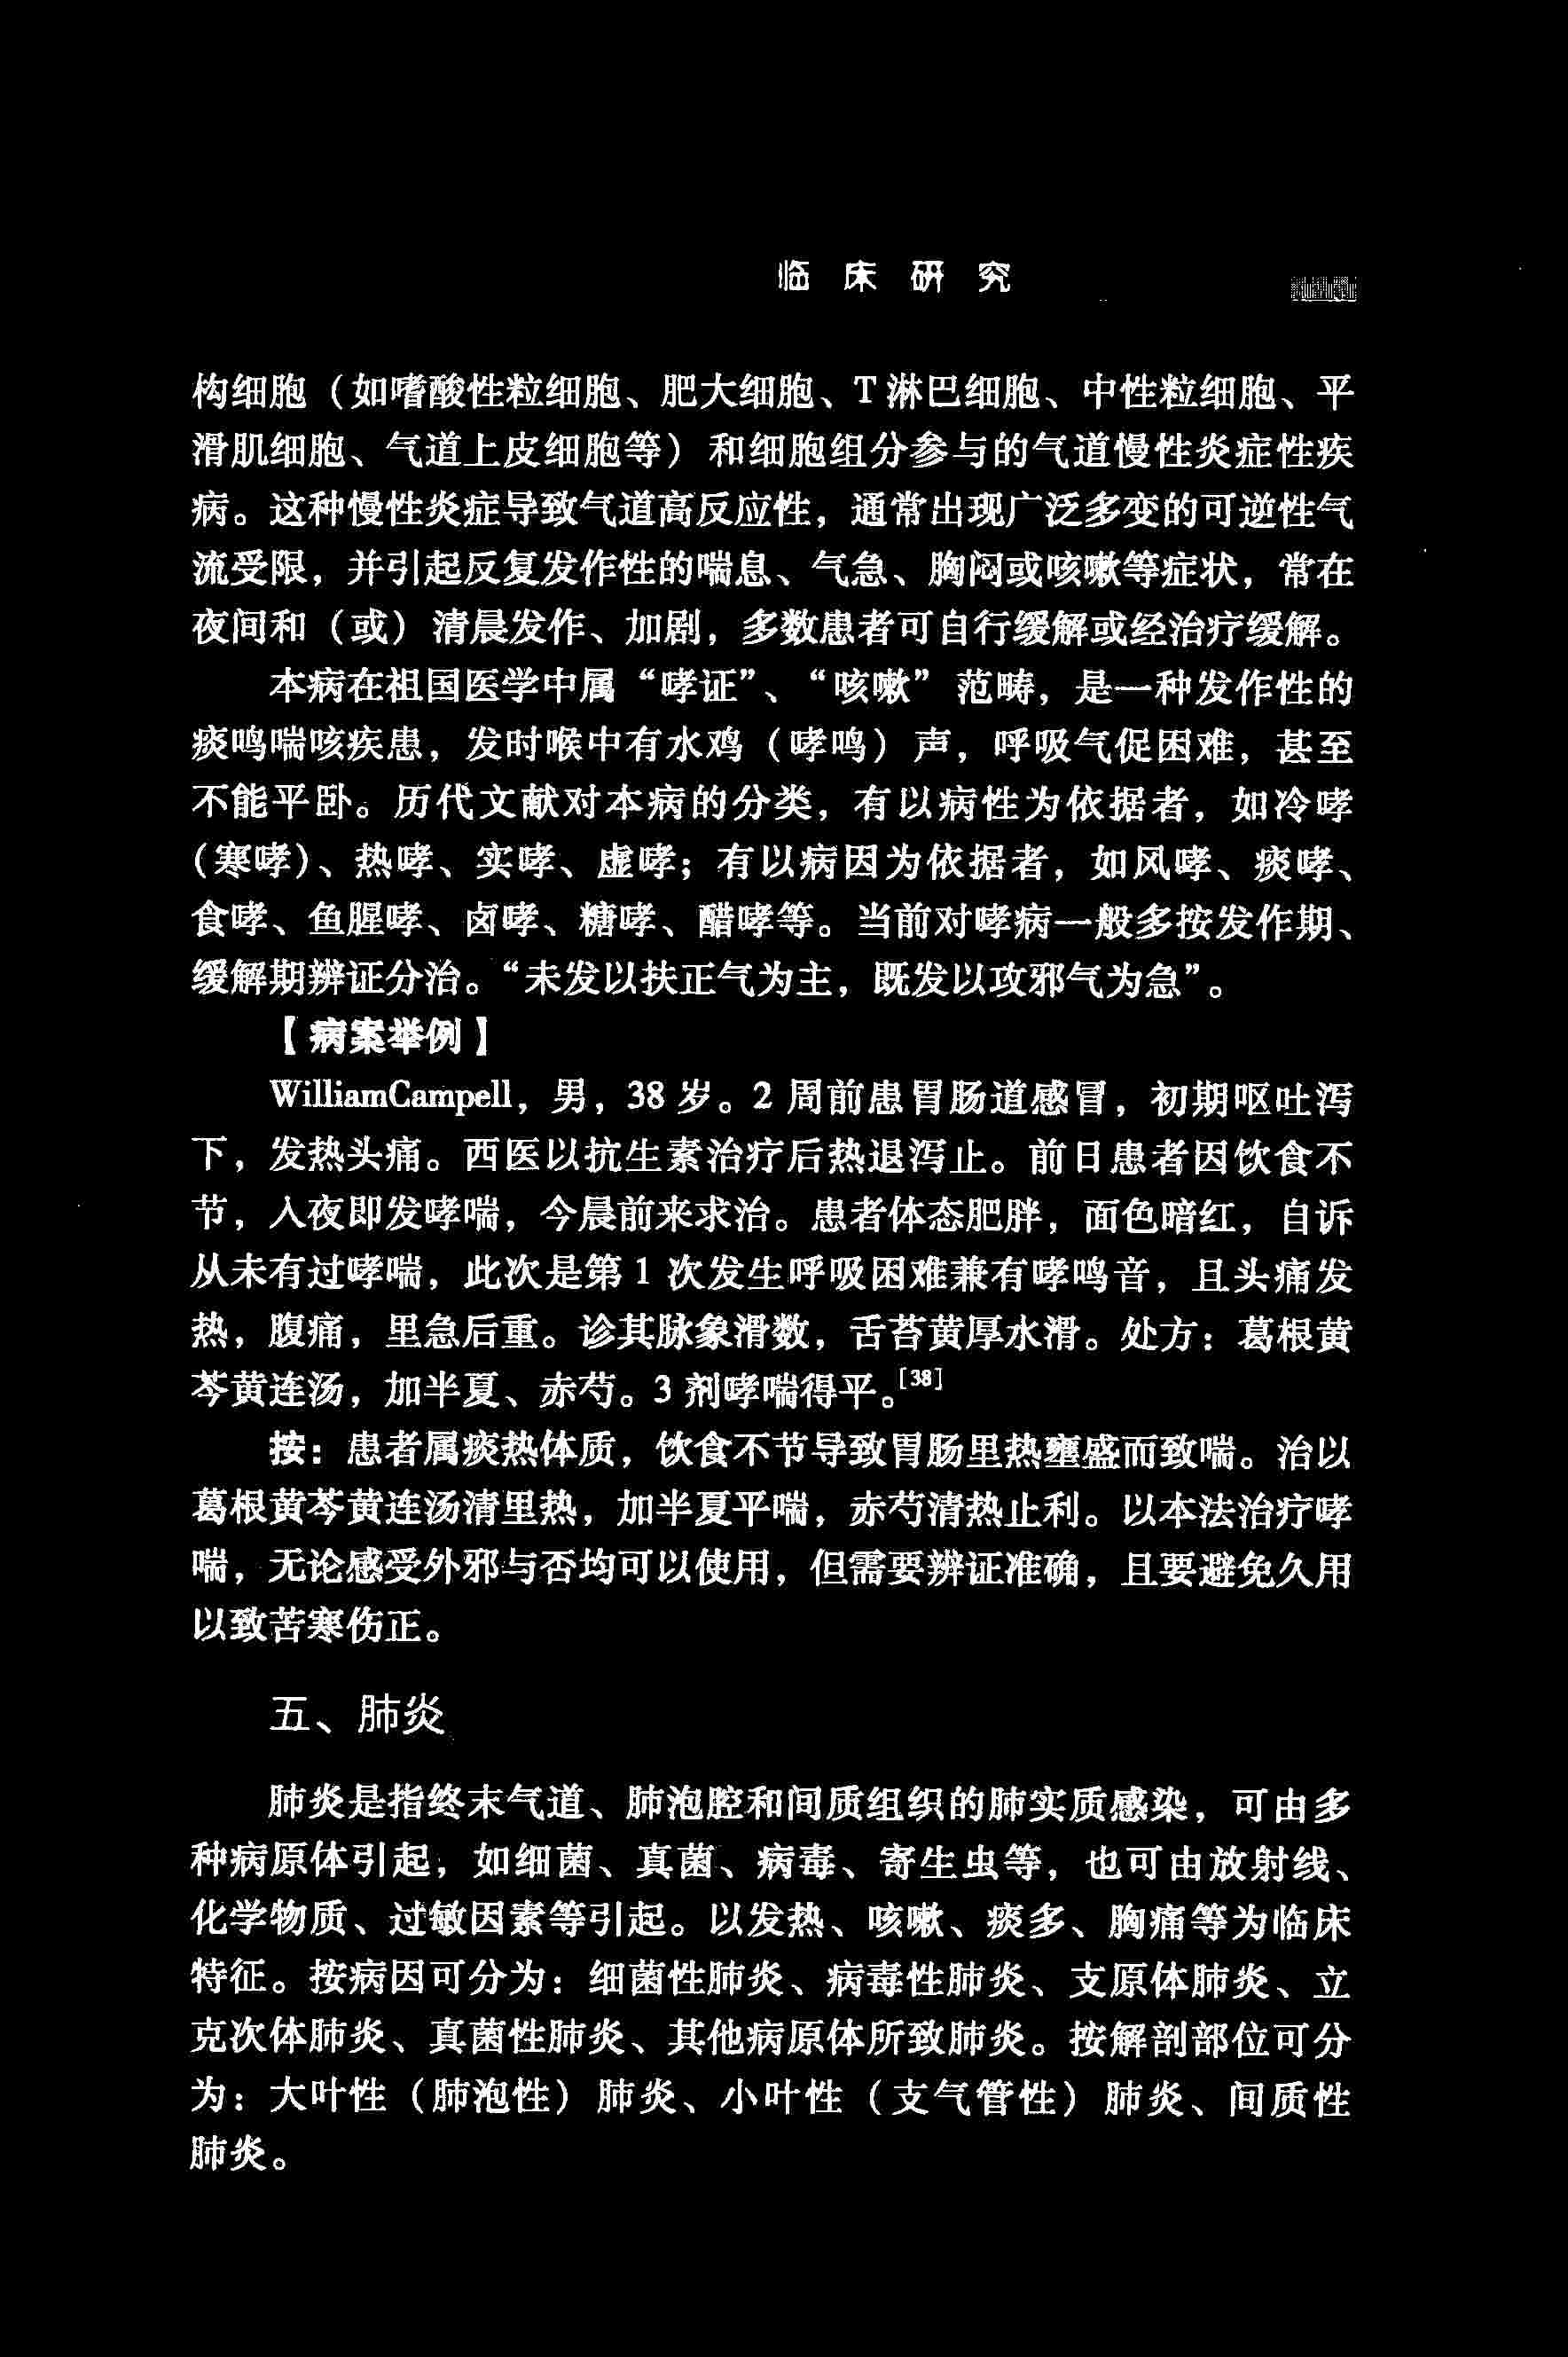 临床研究
构细胞（如嗜酸性粒细胞、肥大细胞、T淋巴细胞、中性粒细胞、平
滑肌细胞、气道上皮细胞等）和细胞组分参与的气道慢性炎症性疾
病。这种慢性炎症导致气道高反应性，通常出现广泛多变的可逆性气
流受限，并引起反复发作性的喘息、气急、胸闷或咳嗽等症状，常在
夜间和（或）清晨发作、加剧，多数患者可自行缓解或经治疗缓解。
本病在祖国医学中属“哮证”、“咳嗽”范畴，是一种发作性的
痰鸣喘咳疾患，发时喉中有水鸡（哮鸣）声，呼吸气促困难，甚至
不能平卧。历代文献对本病的分类，有以病性为依据者，如冷哮
（寒哮）、热哮、实哮、虚哮；有以病因为依据者，如风哮、痰哮、
食哮、鱼腥哮、卤哮、糖哮、醋哮等。当前对哮病一般多按发作期、
缓解期辨证分治。“未发以扶正气为主，既发以攻邪气为急”。
【病案举例】
WilliamCampell，男，38岁。2周前患胃肠道感冒，初期呕吐泻
下，发热头痛。西医以抗生素治疗后热退泻止。前日患者因饮食不
节，入夜即发哮喘，今晨前来求治。患者体态肥胖，面色暗红，自诉
从未有过哮喘，此次是第1次发生呼吸困难兼有哮鸣音，且头痛发
热，腹痛，里急后重。诊其脉象滑数，舌苔黄厚水滑。处方：葛根黄
芩黄连汤，加半夏、赤芍。3剂哮喘得平。[38]
按：患者属痰热体质，饮食不节导致胃肠里热壅盛而致喘。治以
葛根黄芩黄连汤清里热，加半夏平喘，赤芍清热止利。以本法治疗哮
喘，无论感受外邪与否均可以使用，但需要辨证准确，且要避免久用
以致苦寒伤正。
五、肺炎
肺炎是指终末气道、肺泡腔和间质组织的肺实质感染，可由多
种病原体引起，如细菌、真菌、病毒、寄生虫等，也可由放射线、
化学物质、过敏因素等引起。以发热、咳嗽、痰多、胸痛等为临床
特征。按病因可分为：细菌性肺炎、病毒性肺炎、支原体肺炎、立
克次体肺炎、真菌性肺炎、其他病原体所致肺炎。按解剖部位可分
为：大叶性（肺泡性）肺炎、小叶性（支气管性）肺炎、间质性
肺炎。